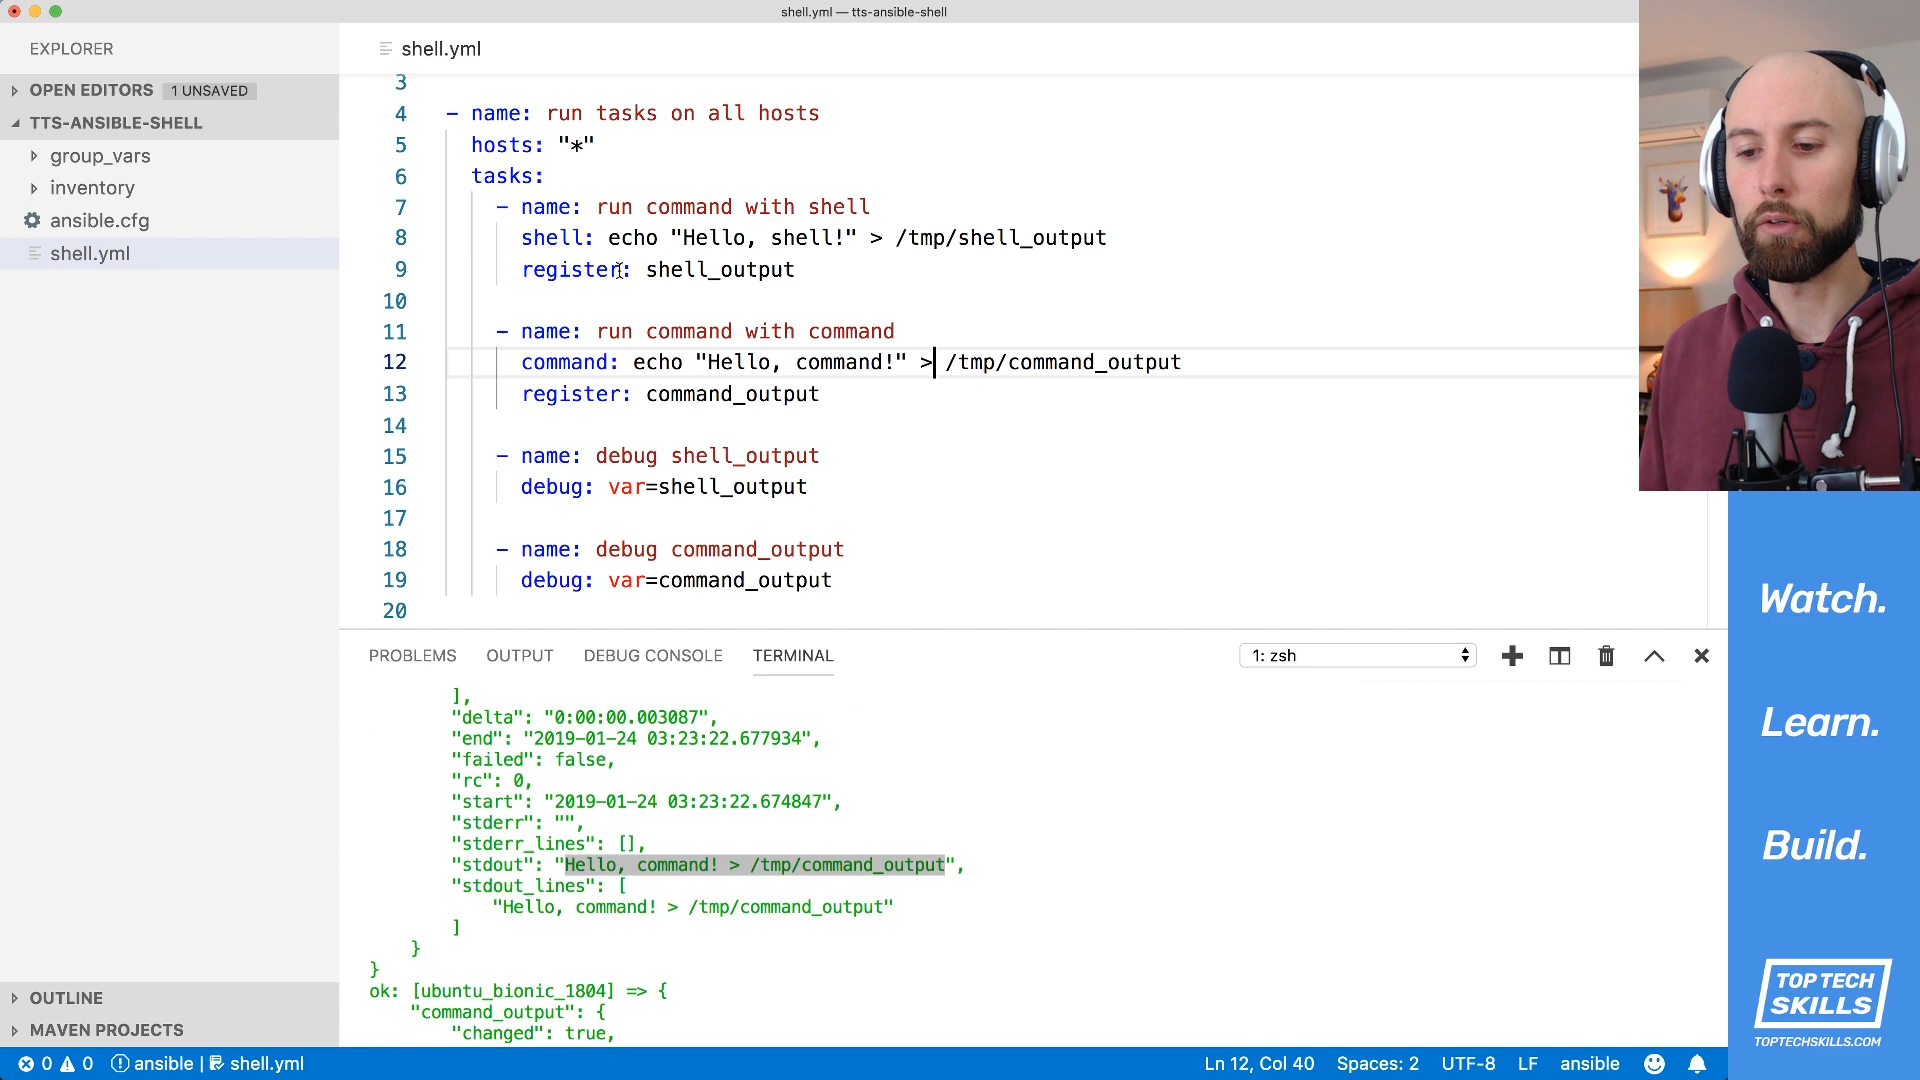 shell.yml — tts-ansible-shell
EXPLORER
shell.yml
OPEN EDITORS 1 UNSAVED
TTS-ANSIBLE-SHELL
group_vars
inventory
ansible.cfg
shell.yml
3
4 - name: run tasks on all hosts
5 hosts: "*"
6 tasks:
7 - name: run command with shell
8 shell: echo "Hello, shell!" > /tmp/shell_output
9 register: shell_output
10
11 - name: run command with command
12 command: echo "Hello, command!" > /tmp/command_output
13 register: command_output
14
15 - name: debug shell_output
16 debug: var=shell_output
17
18 - name: debug command_output
19 debug: var=command_output
20
PROBLEMS OUTPUT DEBUG CONSOLE TERMINAL 1: zsh
],
"delta": "0:00:00.003087",
"end": "2019-01-24 03:23:22.677934",
"failed": false,
"rc": 0,
"start": "2019-01-24 03:23:22.674847",
"stderr": "",
"stderr_lines": [],
"stdout": "Hello, command! > /tmp/command_output",
"stdout_lines": [
"Hello, command! > /tmp/command_output"
]
}
}
ok: [ubuntu_bionic_1804] => {
"command_output": {
"changed": true,
OUTLINE
MAVEN PROJECTS
0 0 ansible | shell.yml Ln 12, Col 40 Spaces: 2 UTF-8 LF ansible
Watch.
Learn.
Build.
TOP TECH
SKILLS
TOPTECHSKILLS.COM